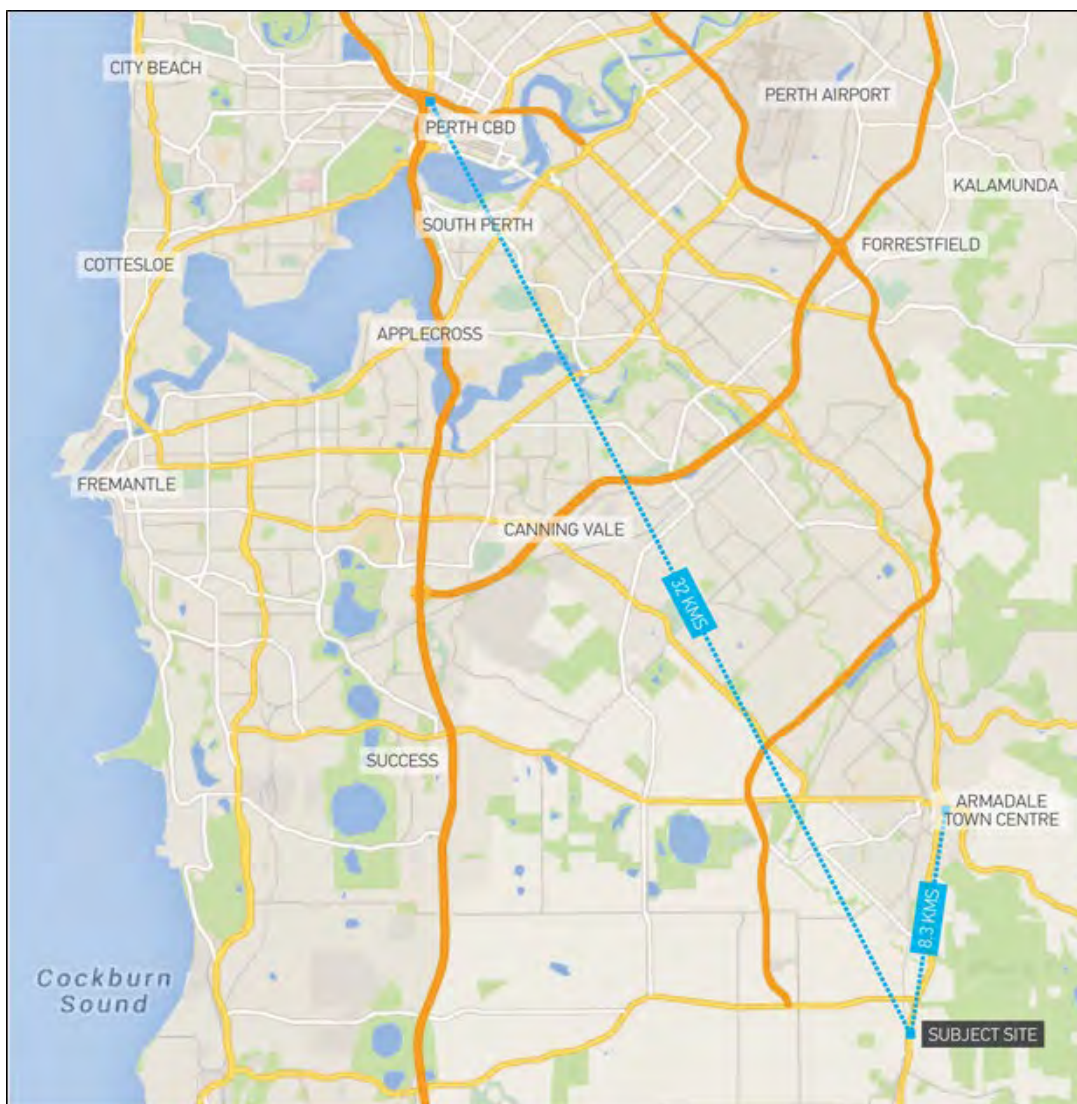 CITY BEACH
PERTH AIRPORT
PERTH CBD
KALAMUNDA
SOUTH PERTH
FORRESTFIELD
COTTESLOE
APPLECROSS
FREMANTLE
CANNING VALE
32 KMS
SUCCESS
ARMADALE
TOWN CENTRE
8.3 KMS
Cockburn
Sound
SUBJECT SITE